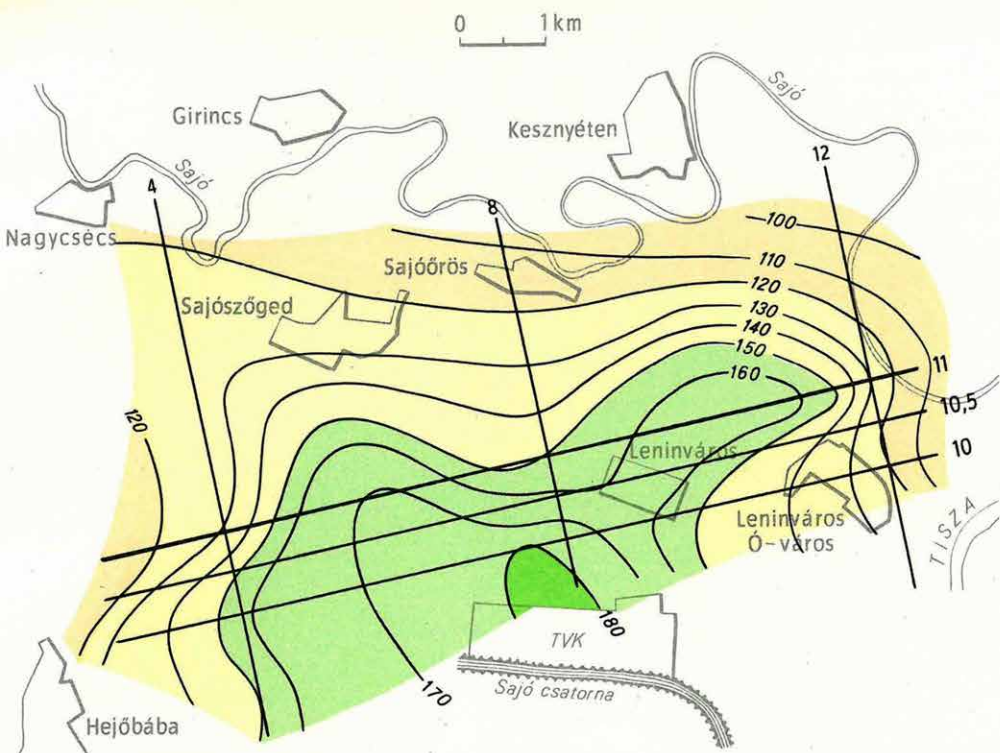 0 1km
Sajó
Girincs
Kesznyéten
12
Sajó
4
8
Nagycsécs
100
Sajóőrös
110
Sajószőged
120
130
140
150
160
11
120
10,5
Leninváros
10
Leninváros
Ó-város
TISZA
180
TVK
170
Sajó csatorna
Hejőbába